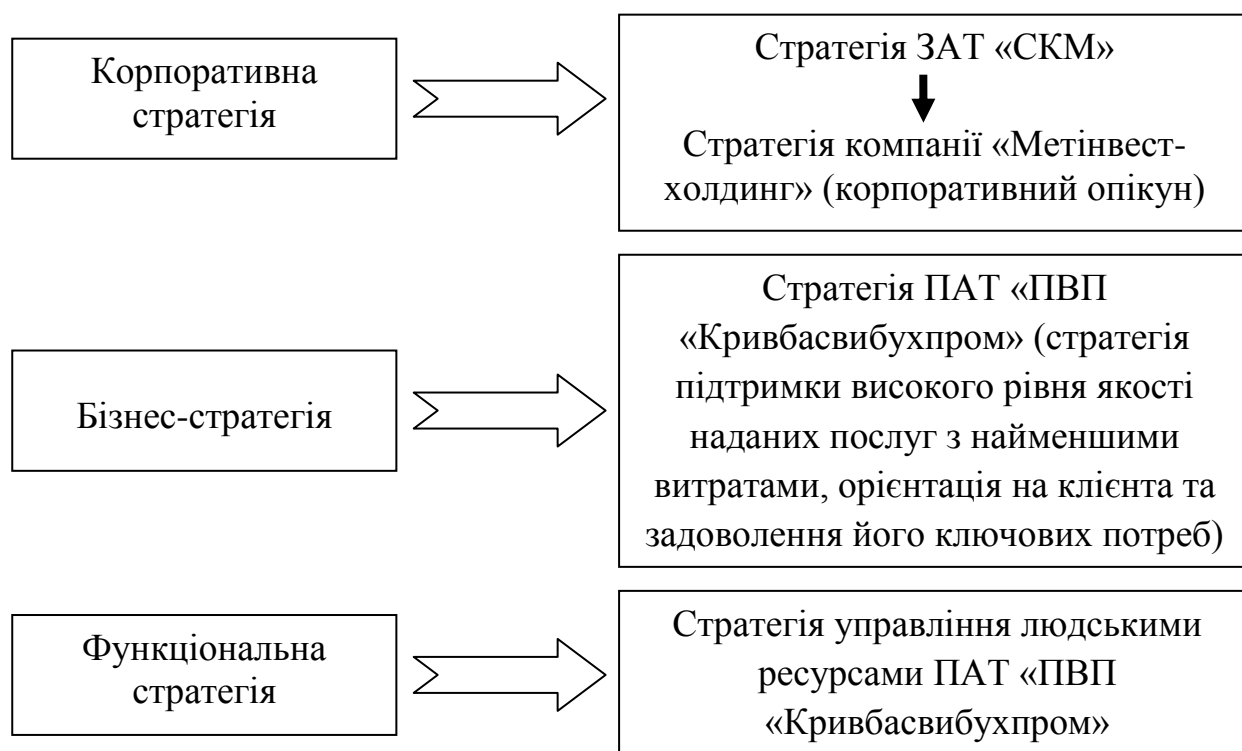 Корпоративна
стратегія
Стратегія ЗАТ «СКМ»
Стратегія компанії «Метінвест-
холдинг» (корпоративний опікун)
Бізнес-стратегія
Стратегія ПАТ «ПВП
«Кривбасвибухпром» (стратегія
підтримки високого рівня якості
наданих послуг з найменшими
витратами, орієнтація на клієнта та
задоволення його ключових потреб)
Функціональна
стратегія
Стратегія управління людськими
ресурсами ПАТ «ПВП
«Кривбасвибухпром»